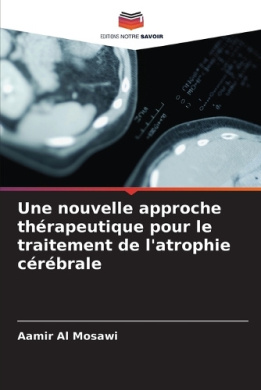 EDITIONS NOTRE SAVOIR
Une nouvelle approche
thérapeutique pour le
traitement de l'atrophie
cérébrale
Aamir Al Mosawi